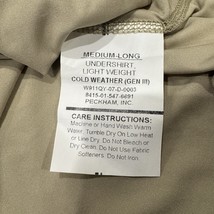 MEDIUM-LONG
UNDERSHIRT,
LIGHT WEIGHT
COLD WEATHER (GEN III)
W911QY-07-D-0003
8415-01-547-6691
PECKHAM, INC.
CARE INSTRUCTIONS:
Machine or Hand Wash Warm
Water. Tumble Dry On Low Heat
or Line Dry. Do Not Bleach or
Dry Clean. Do Not Use Fabric
Softeners. Do Not Iron